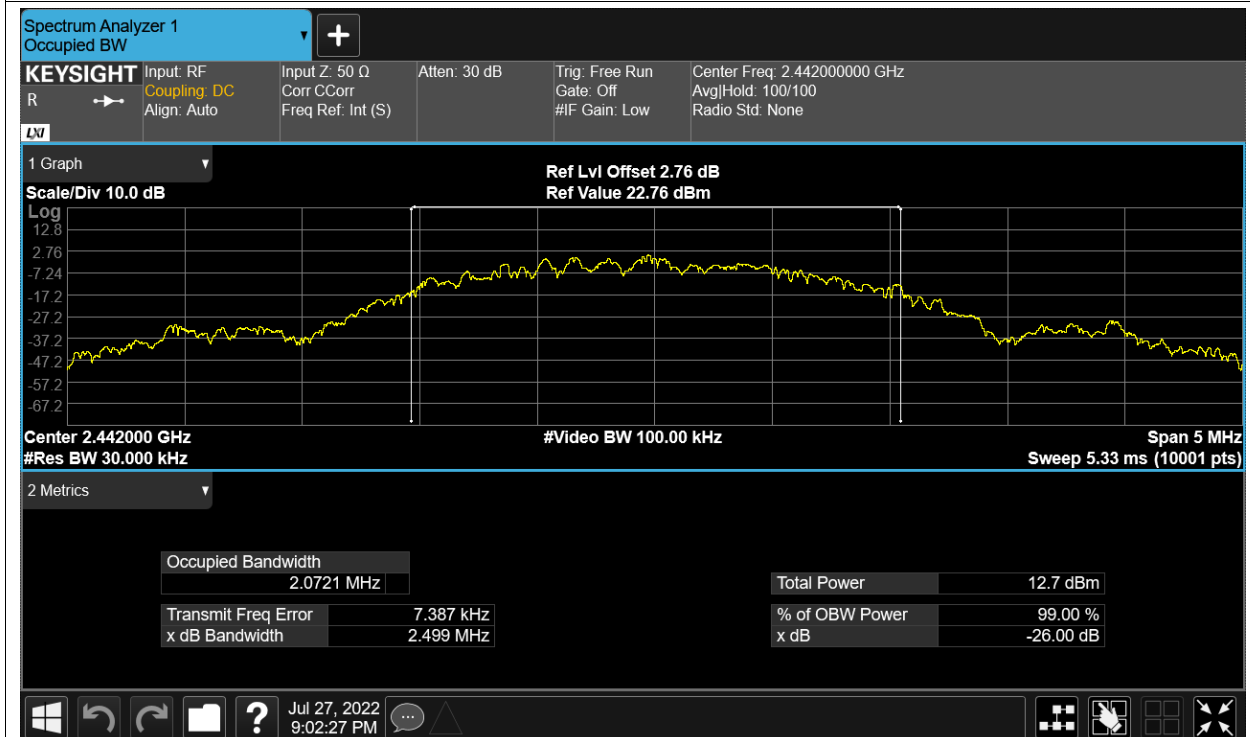 Spectrum Analyzer 1
Occupied BW
KEYSIGHT
R
LXI
Input: RF
Coupling: DC
Align: Auto
Input Z: 50 Ω
Corr CCorr
Freq Ref: Int (S)
Atten: 30 dB
Trig: Free Run
Gate: Off
#IF Gain: Low
Center Freq: 2.442000000 GHz
Avg|Hold: 100/100
Radio Std: None
1 Graph
Scale/Div 10.0 dB
Ref Lvl Offset 2.76 dB
Ref Value 22.76 dBm
Log
12.8
2.76
-7.24
-17.2
-27.2
-37.2
-47.2
-57.2
-67.2
Center 2.442000 GHz
#Res BW 30.000 kHz
#Video BW 100.00 kHz
Span 5 MHz
Sweep 5.33 ms (10001 pts)
2 Metrics
Occupied Bandwidth
2.0721 MHz
Transmit Freq Error 7.387 kHz
x dB Bandwidth 2.499 MHz
Total Power 12.7 dBm
% of OBW Power 99.00 %
x dB -26.00 dB
?
Jul 27, 2022
9:02:27 PM